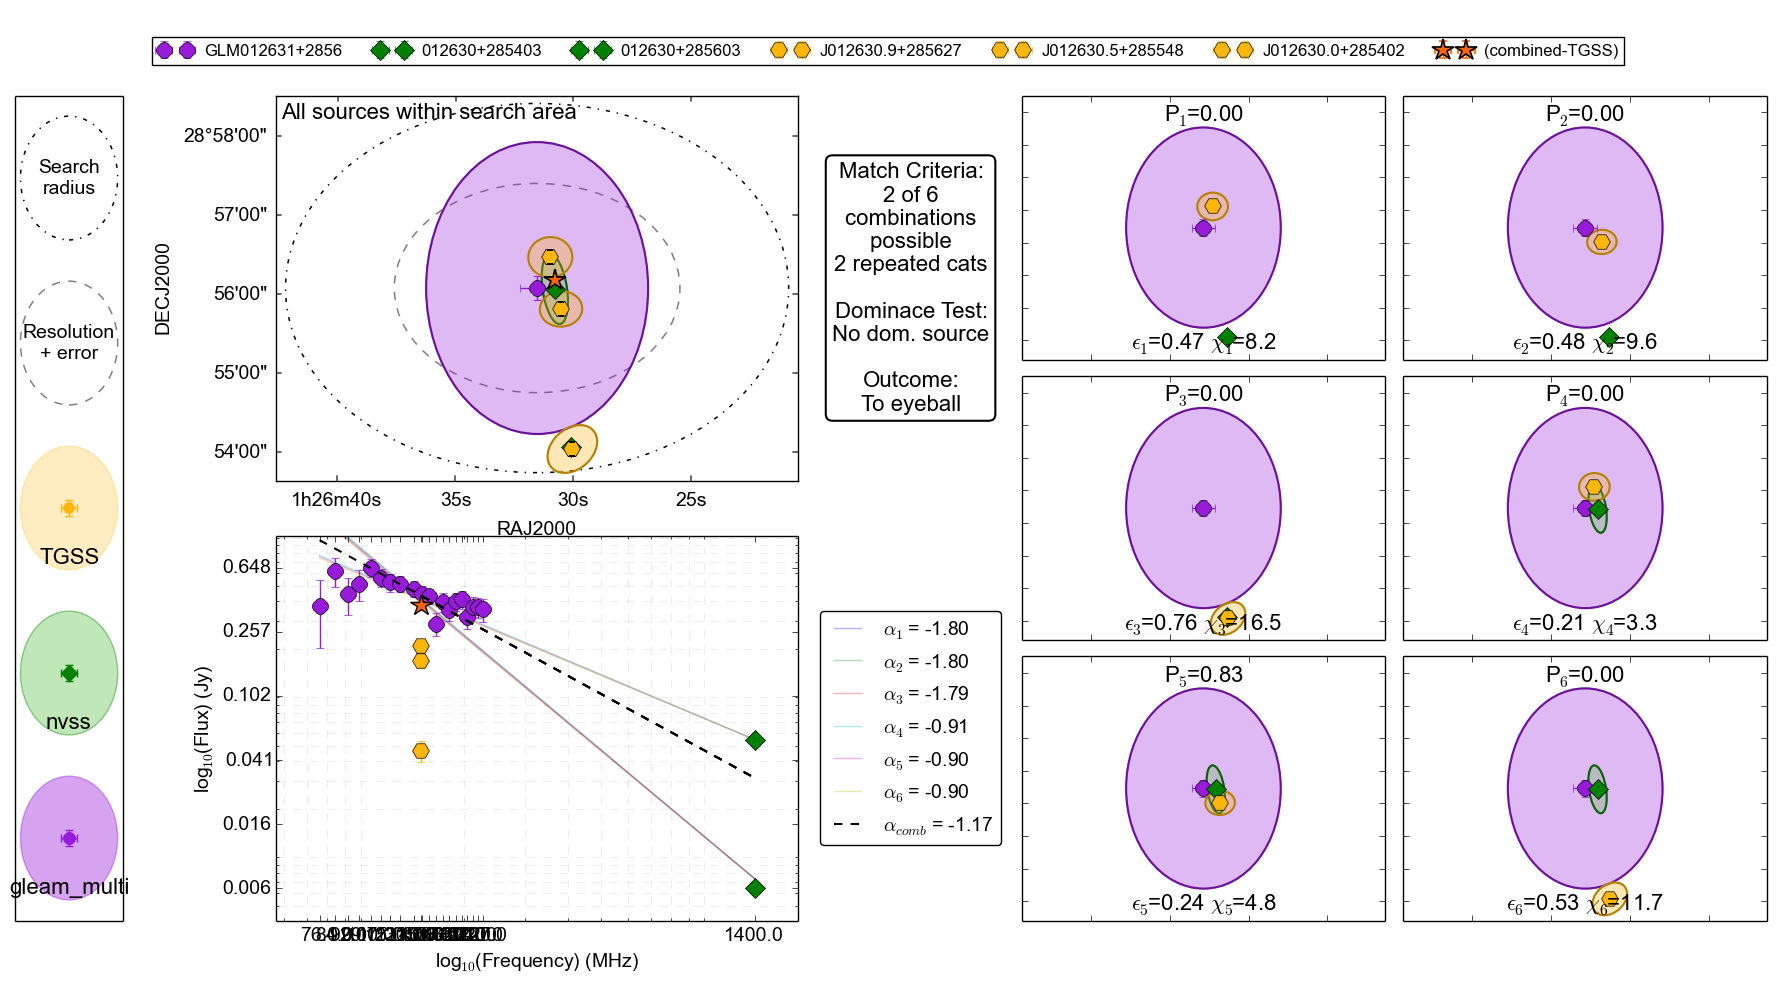 GLM012631+2856 012630+285403 012630+285603 J012630.9+285627 J012630.5+285548 J012630.0+285402 (combined-TGSS)
Search
radius
Resolution
+ error
TGSS
nvss
gleam_multi
All sources within search area
28°58'00"
57'00"
56'00"
55'00"
54'00"
DECJ2000
1h26m40s 35s 30s 25s
RAJ2000
Match Criteria:
2 of 6
combinations
possible
2 repeated cats
Dominace Test:
No dom. source
Outcome:
To eyeball
0.648
0.257
0.102
0.041
0.016
0.006
log10(Flux) (Jy)
1400.0
log10(Frequency) (MHz)
α1 = -1.80
α2 = -1.80
α3 = -1.79
α4 = -0.91
α5 = -0.90
α6 = -0.90
αcomb = -1.17
P1=0.00
ϵ1=0.47 χ1=8.2
P2=0.00
ϵ2=0.48 χ2=9.6
P3=0.00
ϵ3=0.76 χ3=16.5
P4=0.00
ϵ4=0.21 χ4=3.3
P5=0.83
ϵ5=0.24 χ5=4.8
P6=0.00
ϵ6=0.53 χ6=11.7